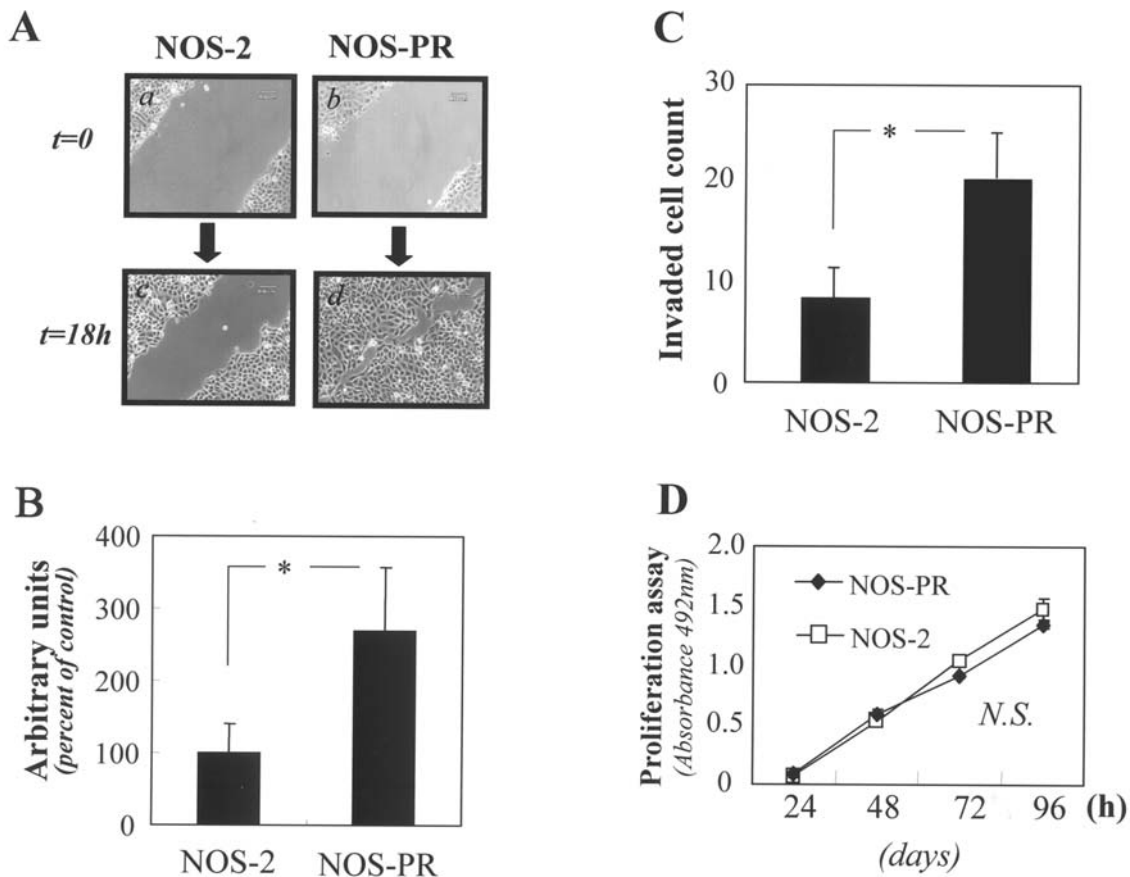 A
NOS-2
NOS-PR
a
b
t=0
c
d
t=18h
B
Arbitrary units
(percent of control)
400
300
200
100
0
*
NOS-2
NOS-PR
C
Invaded cell count
30
20
10
0
*
NOS-2
NOS-PR
D
Proliferation assay
(Absorbance 492nm)
2.0
1.5
1.0
0.5
0
NOS-PR
NOS-2
N.S.
24 48 72 96 (h)
(days)